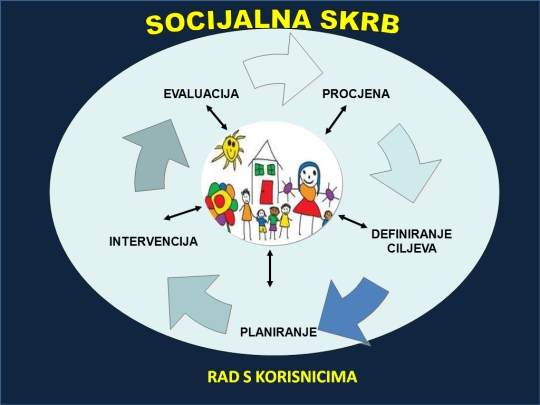 SOCIJALNA SKRB
EVALUACIJA
PROCJENA
INTERVENCIJA
DEFINIRANJE
CILJEVA
PLANIRANJE
RAD S KORISNICIMA